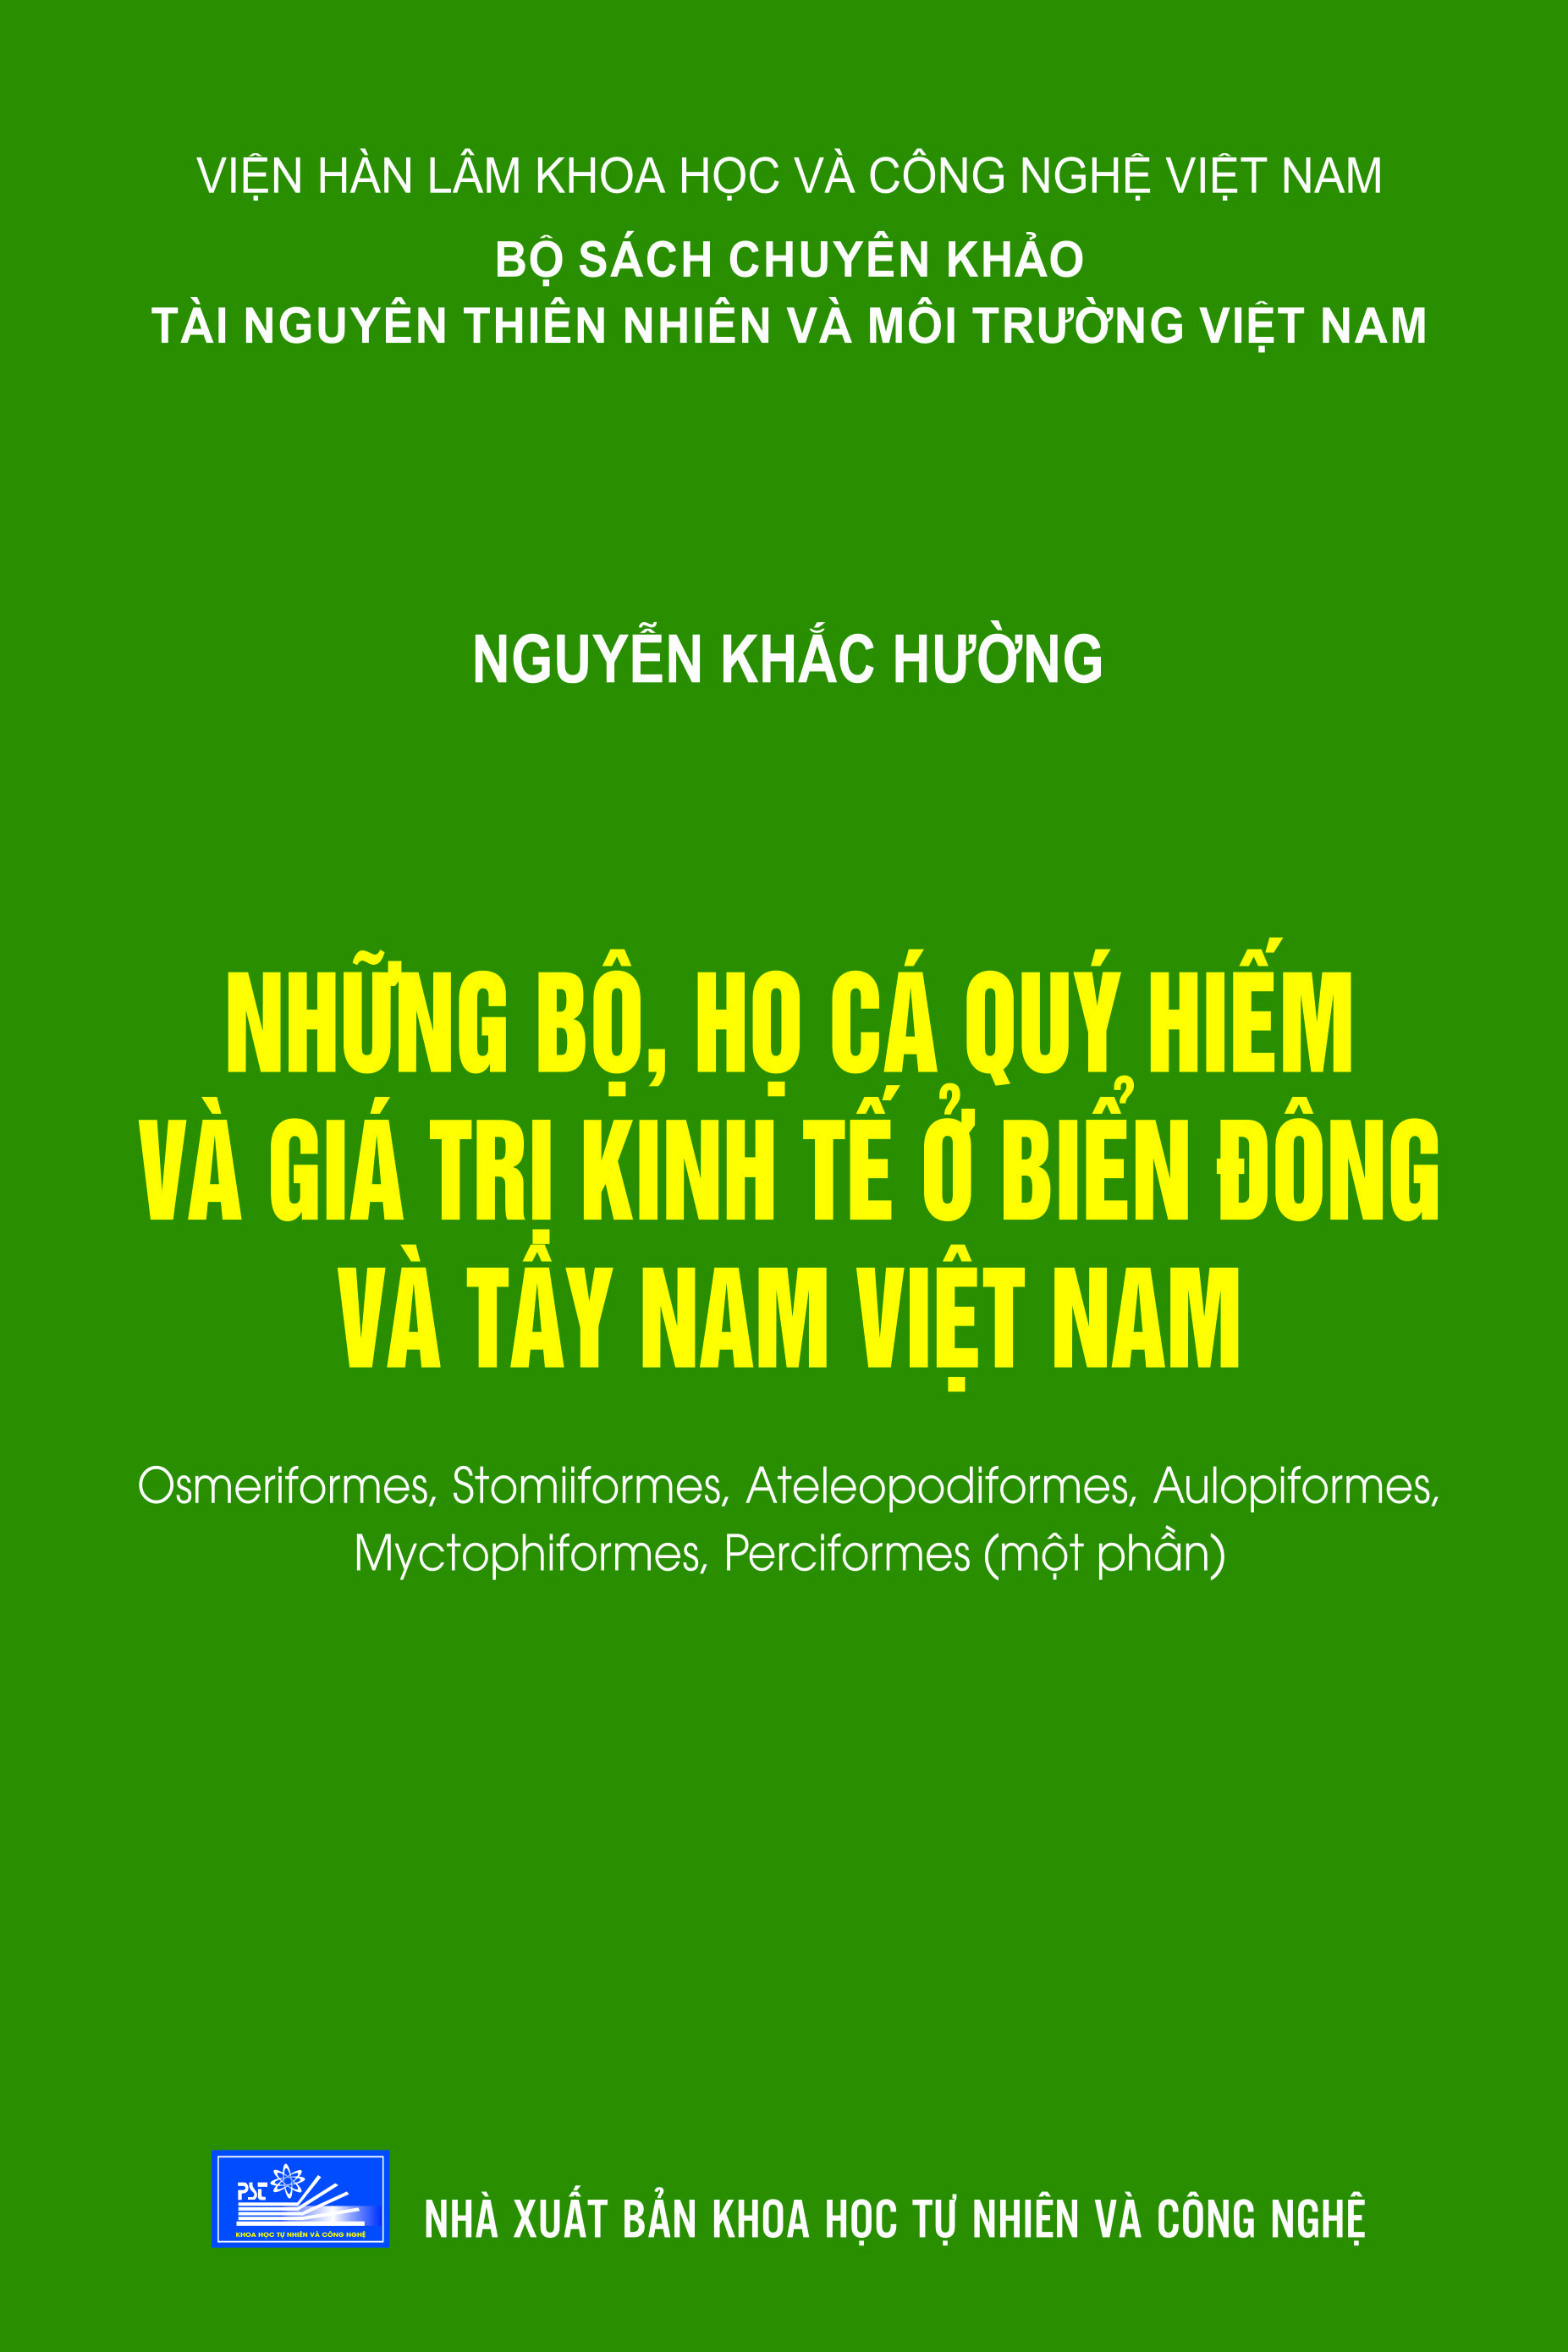 VIỆN HÀN LÂM KHOA HỌC VÀ CÔNG NGHỆ VIỆT NAM
BỘ SÁCH CHUYÊN KHẢO
TÀI NGUYÊN THIÊN NHIÊN VÀ MÔI TRƯỜNG VIỆT NAM
NGUYỄN KHẮC HƯỜNG
NHỮNG BỘ, HỌ CÁ QUÝ HIẾM
VÀ GIÁ TRỊ KINH TẾ Ở BIỂN ĐÔNG
VÀ TÂY NAM VIỆT NAM
Osmeriformes, Stomiiformes, Ateleopodiformes, Aulopiformes,
Myctophiformes, Perciformes (một phần)
PST
KHOA HỌC TỰ NHIÊN VÀ CÔNG NGHỆ
NHÀ XUẤT BẢN KHOA HỌC TỰ NHIÊN VÀ CÔNG NGHỆ